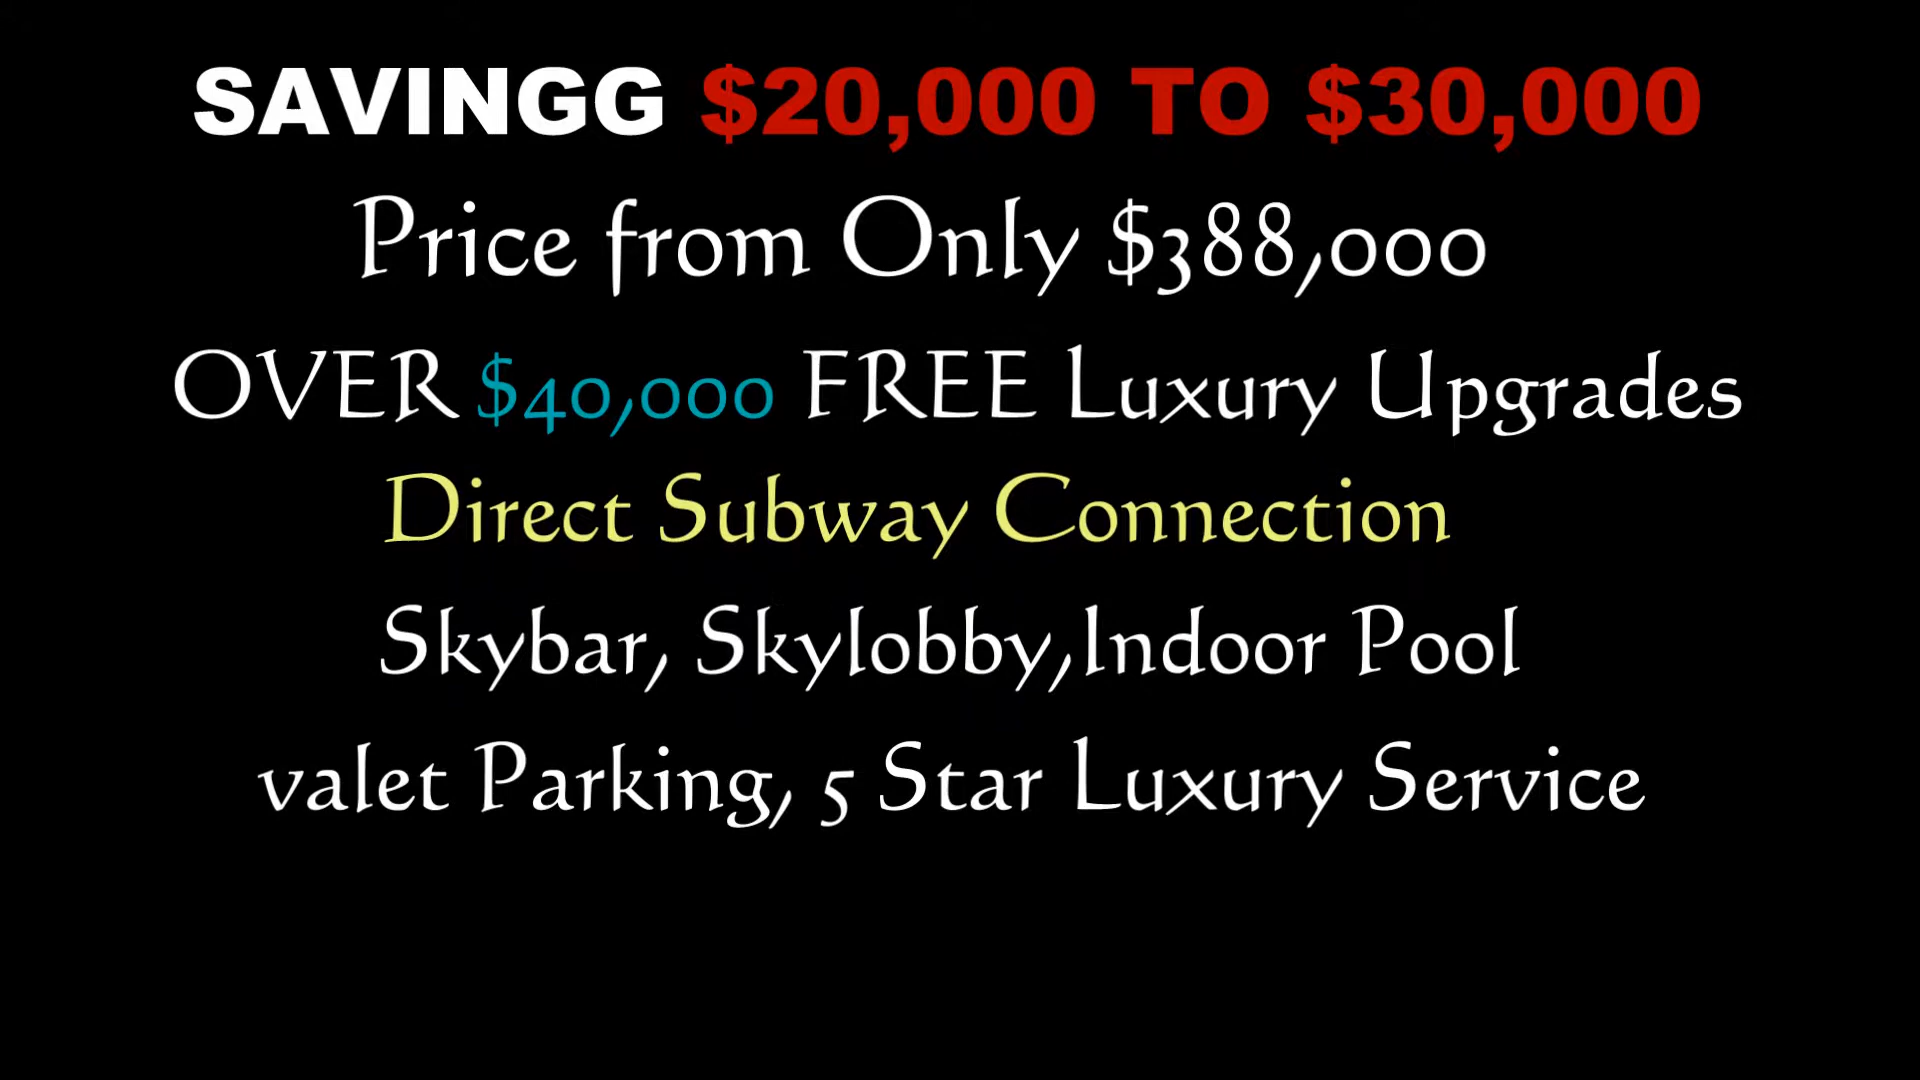 SAVINGG $20,000 TO $30,000
Price from Only $388,000
OVER $40,000 FREE Luxury Upgrades
Direct Subway Connection
Skybar, Skylobby,Indoor Pool
valet Parking, 5 Star Luxury Service